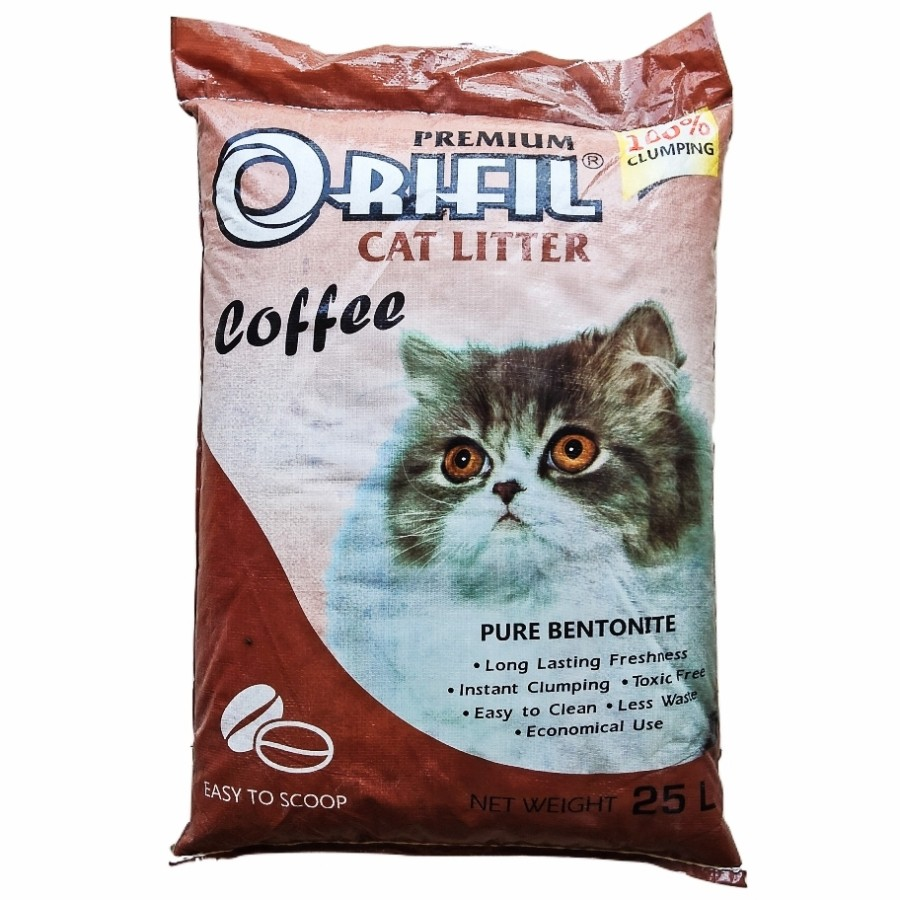 PREMIUM
ORIFIL®
CAT LITTER
100%
CLUMPING
Coffee
PURE BENTONITE
• Long Lasting Freshness
• Instant Clumping • Toxic Free
• Easy to Clean • Less Waste
• Economical Use
EASY TO SCOOP
NET WEIGHT 25 L